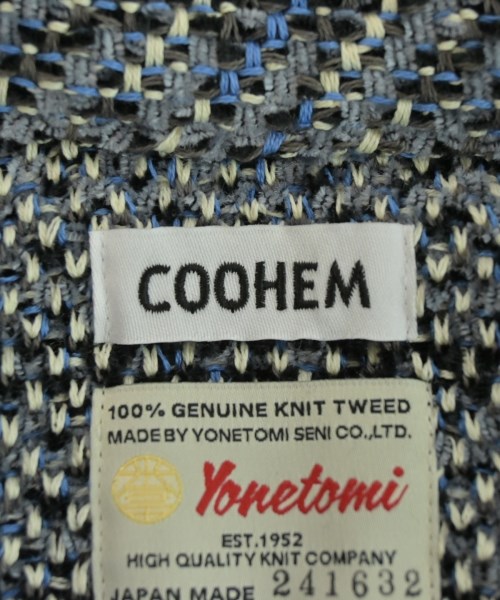 COOHEM
100% GENUINE KNIT TWEED
MADE BY YONETOMI SENI CO.,LTD.
Yonetomi
EST.1952
HIGH QUALITY KNIT COMPANY
JAPAN MADE 241632